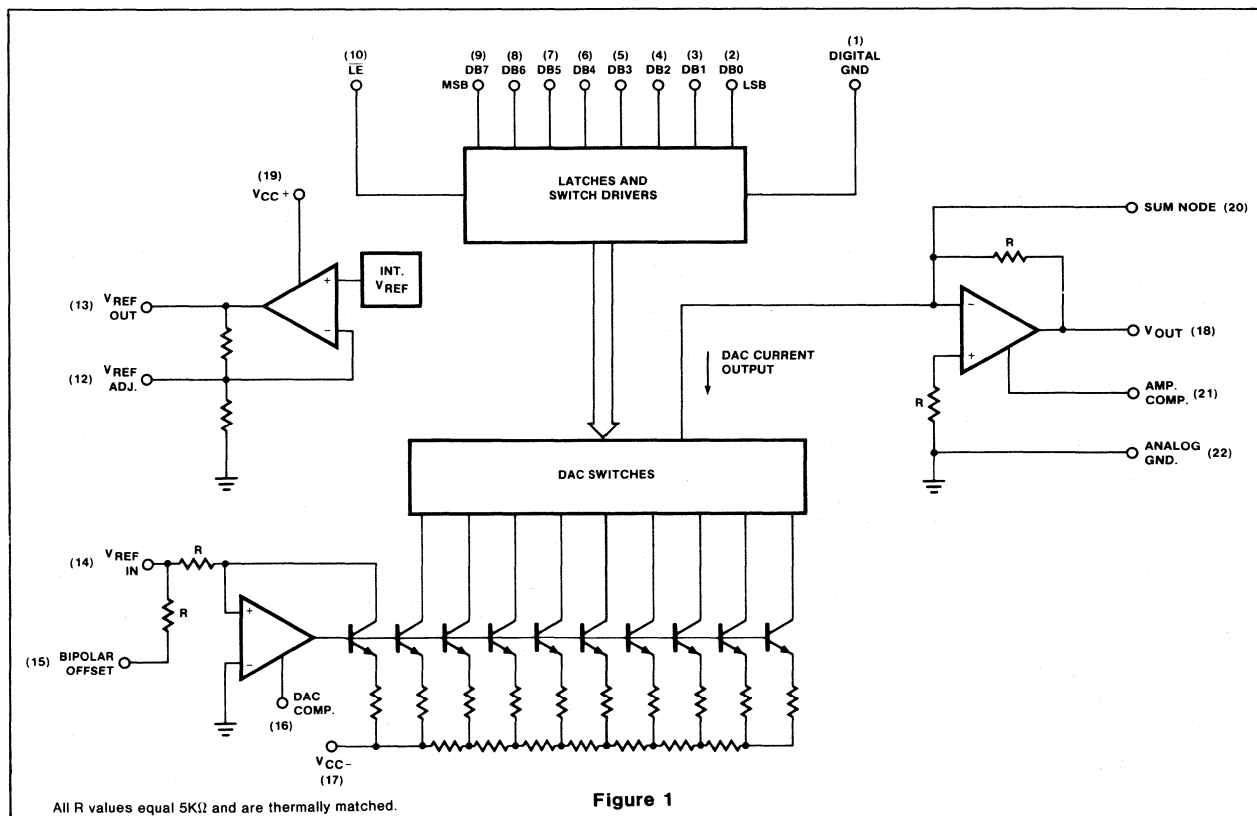 (10) (9) (8) (7) (6) (5) (4) (3) (2) (1)
LE DB7 DB6 DB5 DB4 DB3 DB2 DB1 DB0 DIGITAL
GND
MSB LSB
LATCHES AND
SWITCH DRIVERS
(19)
VCC+
INT.
VREF
+
−
(13) VREF
OUT
(12) VREF
ADJ.
SUM NODE (20)
R
−
+
VOUT (18)
R
AMP.
COMP. (21)
ANALOG
GND. (22)
DAC CURRENT
OUTPUT
DAC SWITCHES
(14) VREF
IN
R
R
+
−
(15) BIPOLAR
OFFSET
DAC
COMP.
(16)
VCC−
(17)
All R values equal 5KΩ and are thermally matched.
Figure 1